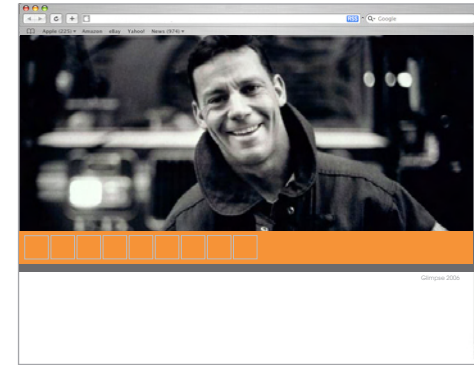 RSS Q- Google
Apple (225) ▾ Amazon eBay Yahoo! News (974) ▾
Glimpse 2006